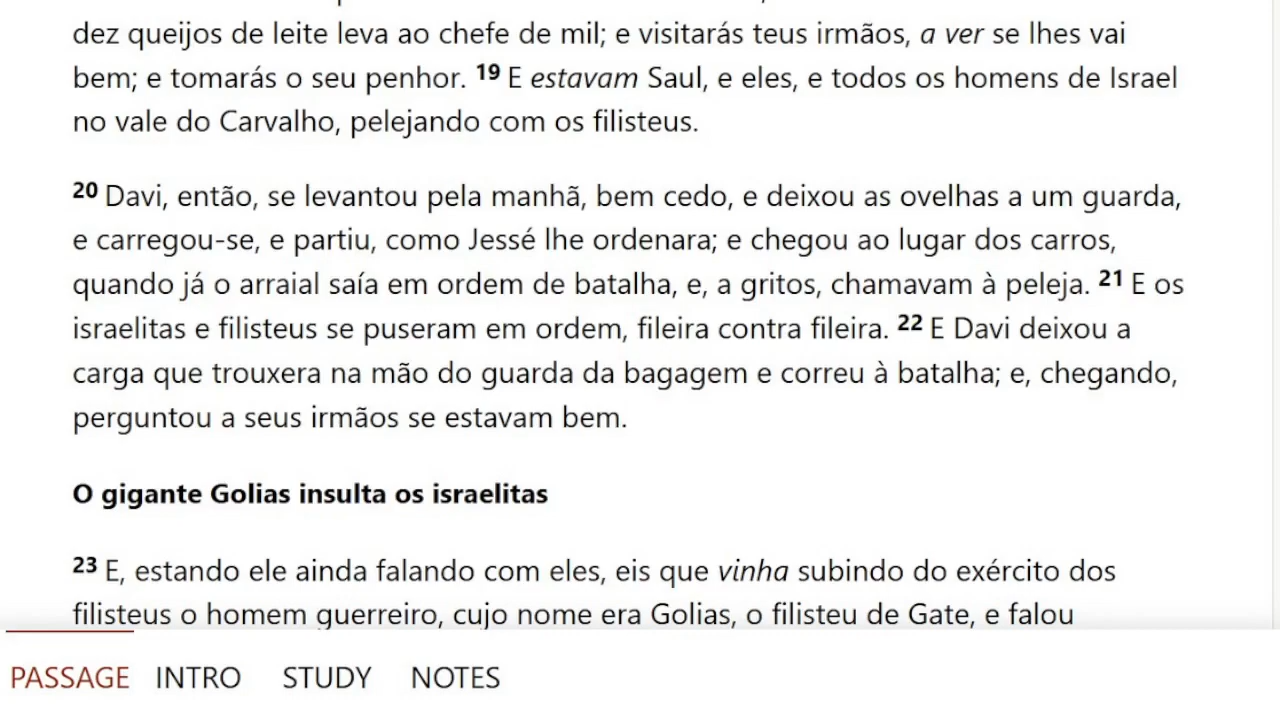 dez queijos de leite leva ao chefe de mil; e visitarás teus irmãos, a ver se lhes vai
bem; e tomarás o seu penhor. 19 E estavam Saul, e eles, e todos os homens de Israel
no vale do Carvalho, pelejando com os filisteus.
20 Davi, então, se levantou pela manhã, bem cedo, e deixou as ovelhas a um guarda,
e carregou-se, e partiu, como Jessé lhe ordenara; e chegou ao lugar dos carros,
quando já o arraial saía em ordem de batalha, e, a gritos, chamavam à peleja. 21 E os
israelitas e filisteus se puseram em ordem, fileira contra fileira. 22 E Davi deixou a
carga que trouxera na mão do guarda da bagagem e correu à batalha; e, chegando,
perguntou a seus irmãos se estavam bem.
O gigante Golias insulta os israelitas
23 E, estando ele ainda falando com eles, eis que vinha subindo do exército dos
filisteus o homem guerreiro, cujo nome era Golias, o filisteu de Gate, e falou
PASSAGE INTRO STUDY NOTES